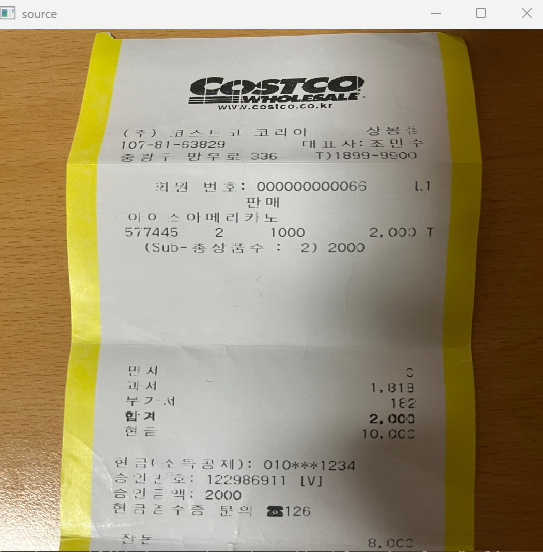 source
COSTCO
WHOLESALE
www.costco.co.kr
(주) 코스트코 코리아 상봉점
107-81-63829 대표사:조민수
중랑구 망우로 336 T)1899-9900
회원 번호: 000000000066 L1
판매
아이스아메리카노
577445 2 1000 2,000 T
(Sub-총상품수 : 2) 2000
면세 0
과세 1,818
부가세 182
합계 2,000
현금 10,000
현금(소득공제): 010***1234
승인번호: 122986911 [V]
승인금액: 2000
현금영수증 문의 ☎126
잔돈 8,000